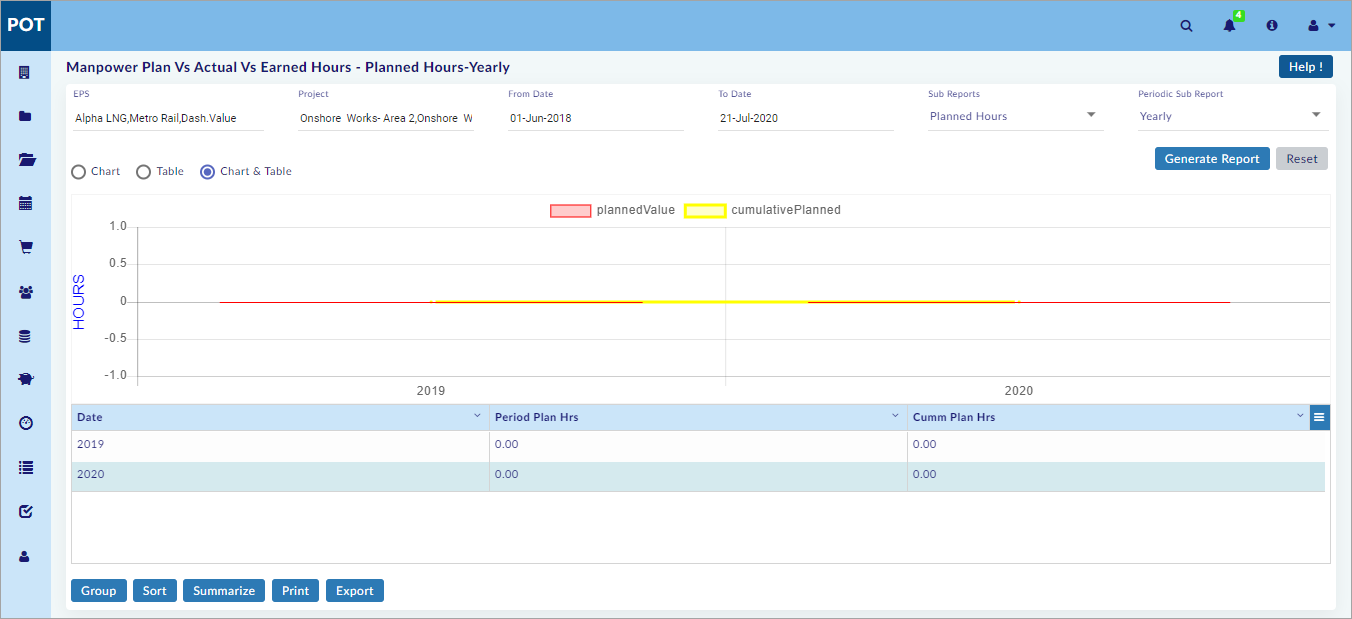 POT
4
Manpower Plan Vs Actual Vs Earned Hours - Planned Hours-Yearly
Help !
EPS Project From Date To Date Sub Reports Periodic Sub Report
Alpha LNG,Metro Rail,Dash.Value Onshore Works- Area 2,Onshore W 01-Jun-2018 21-Jul-2020 Planned Hours Yearly
Generate Report Reset
Chart Table Chart & Table
plannedValue cumulativePlanned
1.0
0.5
0
-0.5
-1.0
HOURS
2019 2020
Date Period Plan Hrs Cumm Plan Hrs
2019 0.00 0.00
2020 0.00 0.00
Group Sort Summarize Print Export